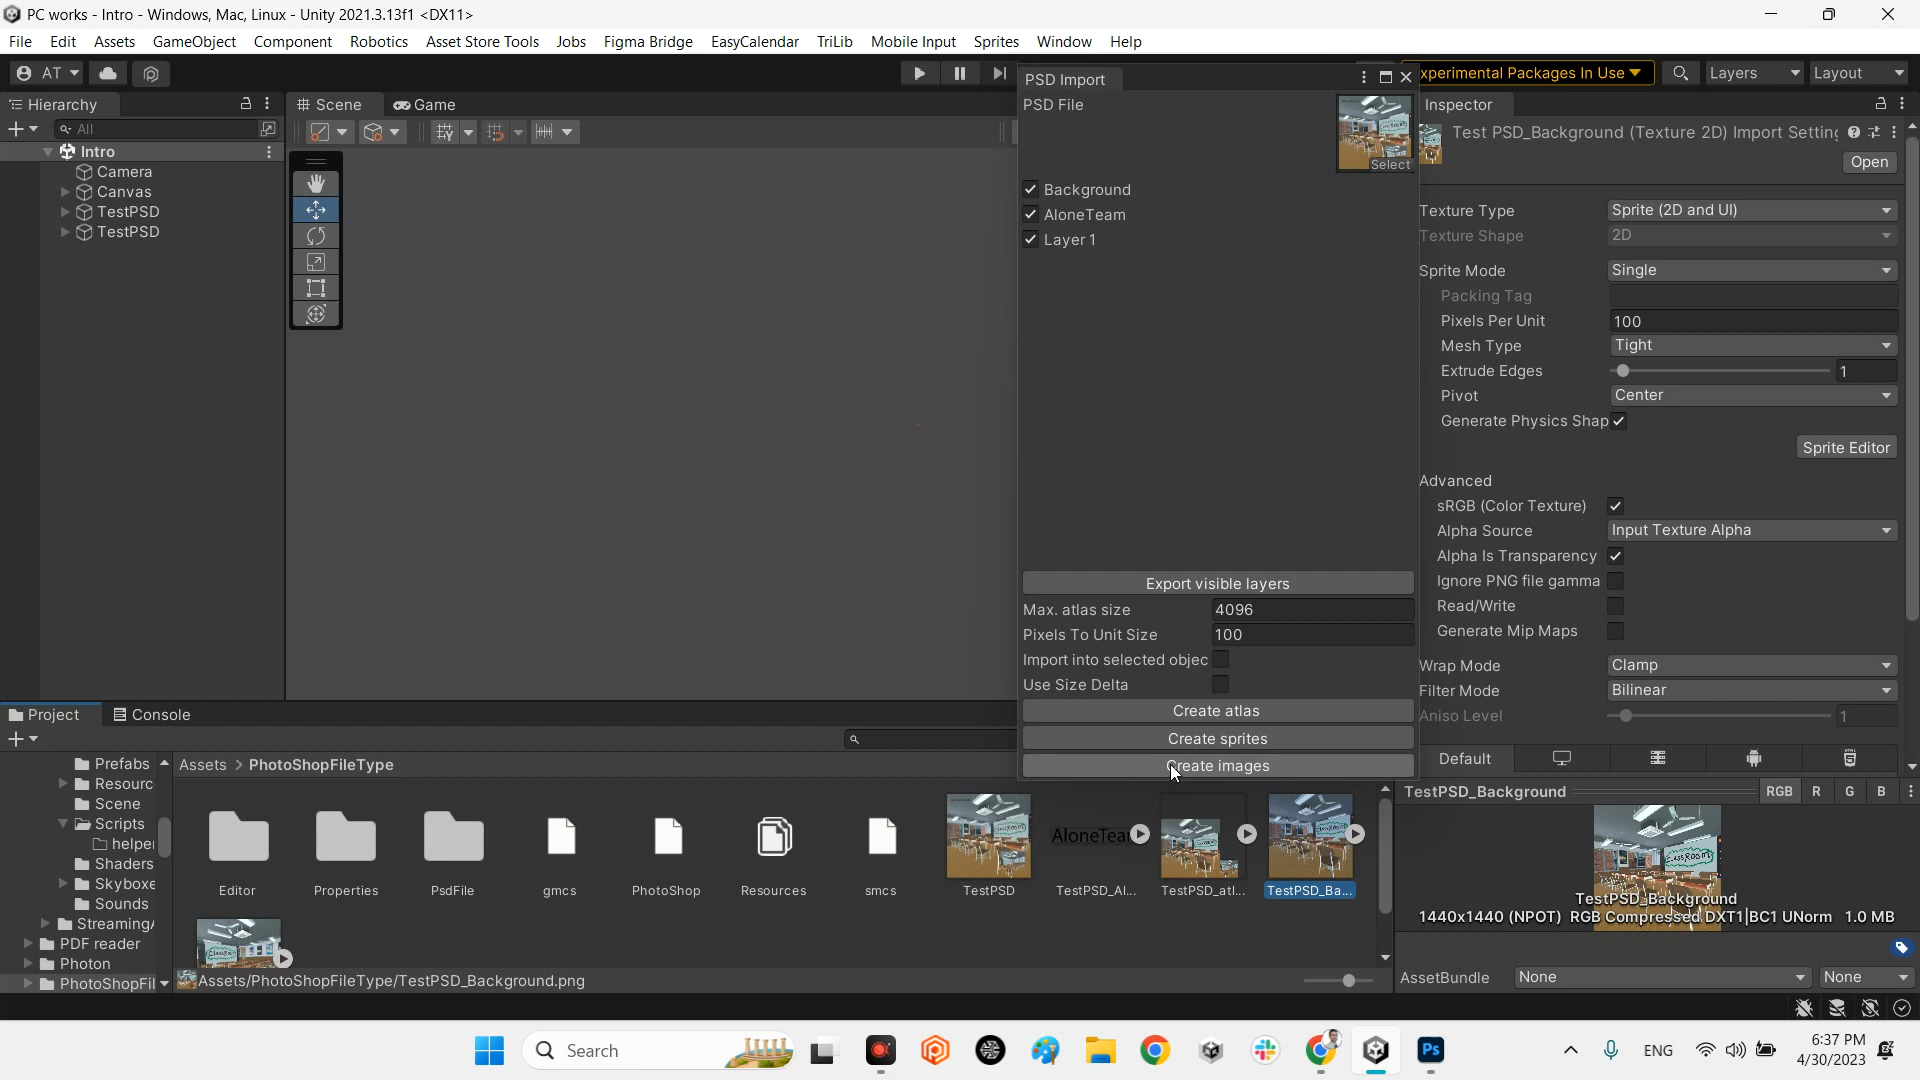 PC works - Intro - Windows, Mac, Linux - Unity 2021.3.13f1 <DX11>
File Edit Assets GameObject Component Robotics Asset Store Tools Jobs Figma Bridge EasyCalendar TriLib Mobile Input Sprites Window Help
AT
xperimental Packages In Use
Layers
Layout
Hierarchy
All
Intro
Camera
Canvas
TestPSD
TestPSD
Scene
Game
PSD Import
PSD File
Select
Background
AloneTeam
Layer 1
Export visible layers
Max. atlas size 4096
Pixels To Unit Size 100
Import into selected objec
Use Size Delta
Create atlas
Create sprites
Create images
Inspector
Test PSD_Background (Texture 2D) Import Setting
Open
Texture Type Sprite (2D and UI)
Texture Shape 2D
Sprite Mode Single
Packing Tag
Pixels Per Unit 100
Mesh Type Tight
Extrude Edges 1
Pivot Center
Generate Physics Shap
Sprite Editor
Advanced
sRGB (Color Texture)
Alpha Source Input Texture Alpha
Alpha Is Transparency
Ignore PNG file gamma
Read/Write
Generate Mip Maps
Wrap Mode Clamp
Filter Mode Bilinear
Aniso Level 1
Default
TestPSD_Background
RGB R G B
CLASSROOM
TestPSD_Background
1440x1440 (NPOT) RGB Compressed DXT1|BC1 UNorm 1.0 MB
AssetBundle None None
Project
Console
Prefabs
Resourc
Scene
Scripts
helper
Shaders
Skyboxe
Sounds
StreamingA
PDF reader
Photon
PhotoShopFil
Assets > PhotoShopFileType
AloneTea
Editor
Properties
PsdFile
gmcs
PhotoShop
Resources
smcs
TestPSD
TestPSD_Al...
TestPSD_atl...
TestPSD_Ba...
Assets/PhotoShopFileType/TestPSD_Background.png
Search
Ps
ENG
6:37 PM
4/30/2023